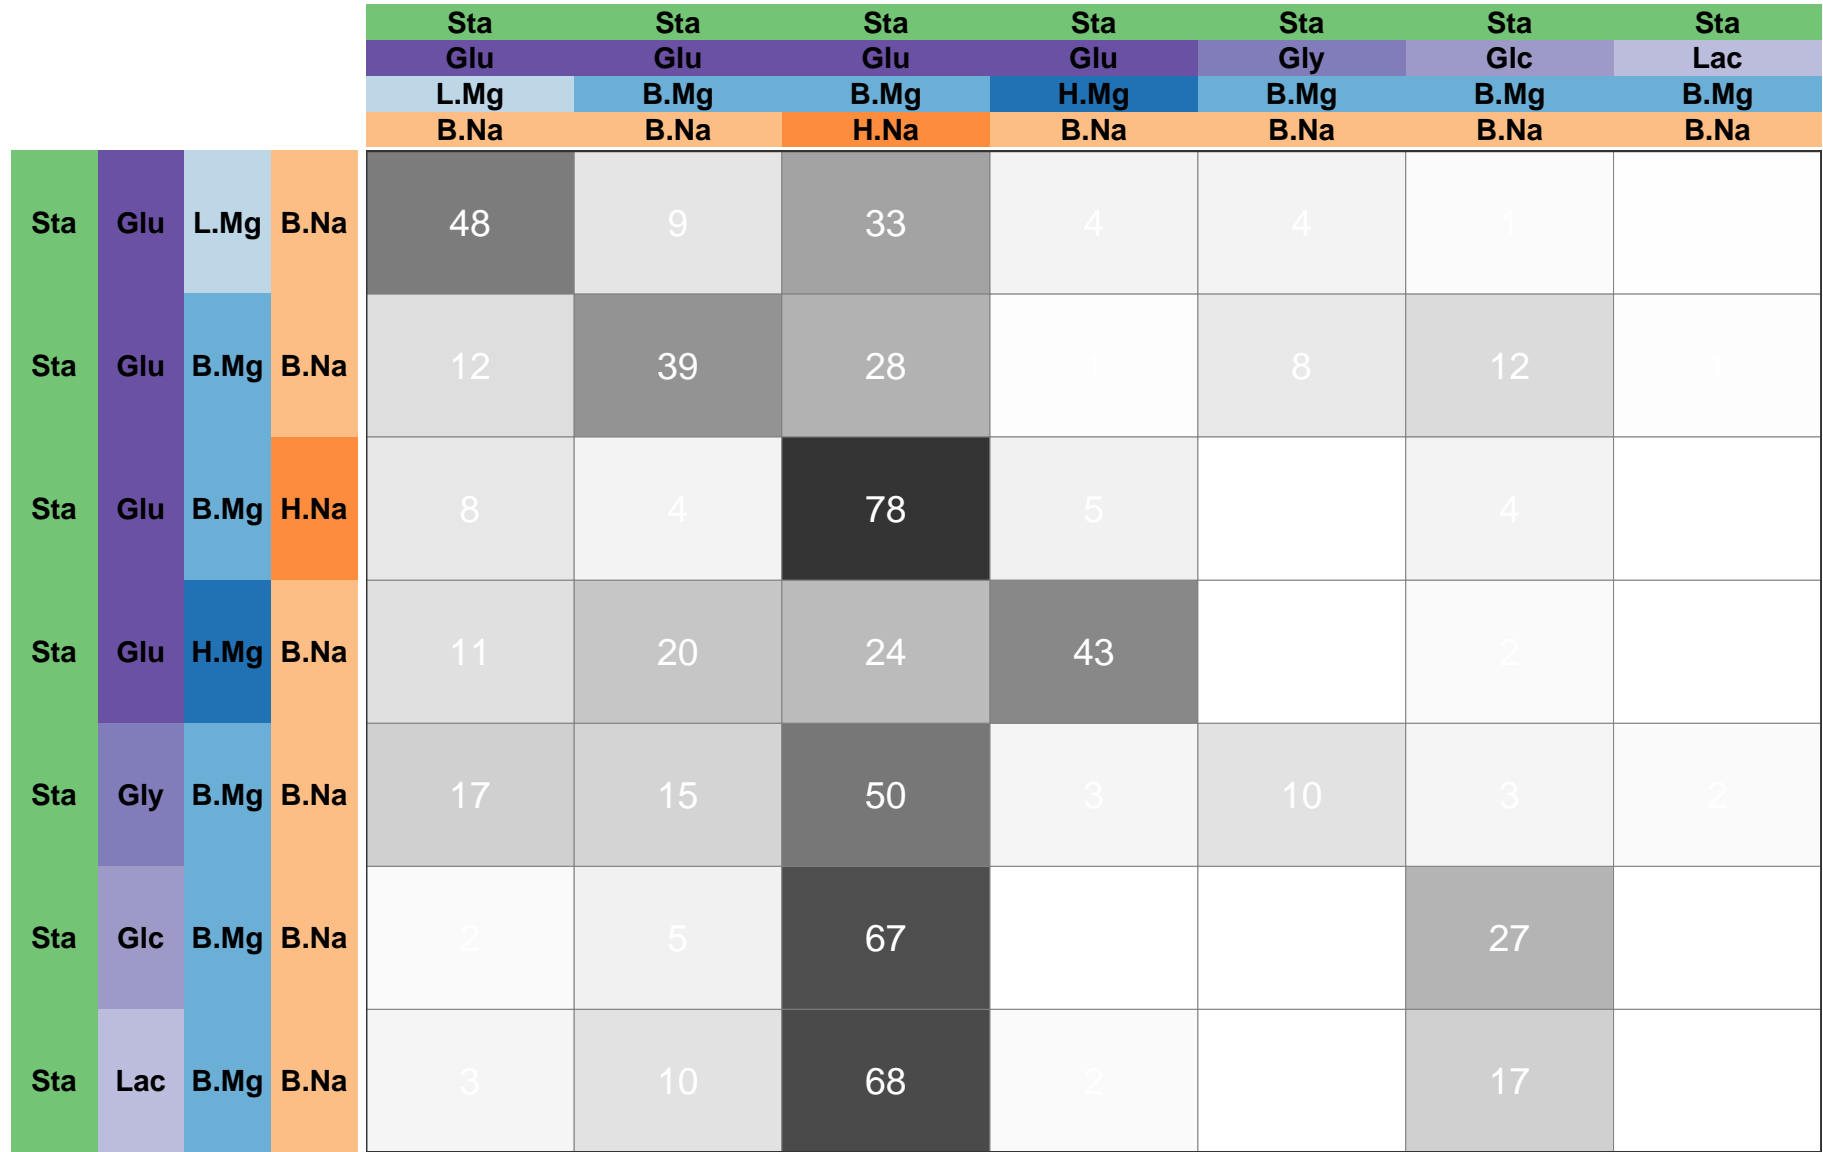 Sta Sta Sta Sta Sta Sta Sta
Glu Glu Glu Glu Gly Glc Lac
L.Mg B.Mg B.Mg H.Mg B.Mg B.Mg B.Mg
B.Na B.Na H.Na B.Na B.Na B.Na B.Na
Sta Glu L.Mg B.Na 48 9 33 4 4 1
Sta Glu B.Mg B.Na 12 39 28 1 8 12 1
Sta Glu B.Mg H.Na 8 4 78 5 4
Sta Glu H.Mg B.Na 11 20 24 43 2
Sta Gly B.Mg B.Na 17 15 50 3 10 3 2
Sta Glc B.Mg B.Na 2 5 67 27
Sta Lac B.Mg B.Na 3 10 68 2 17